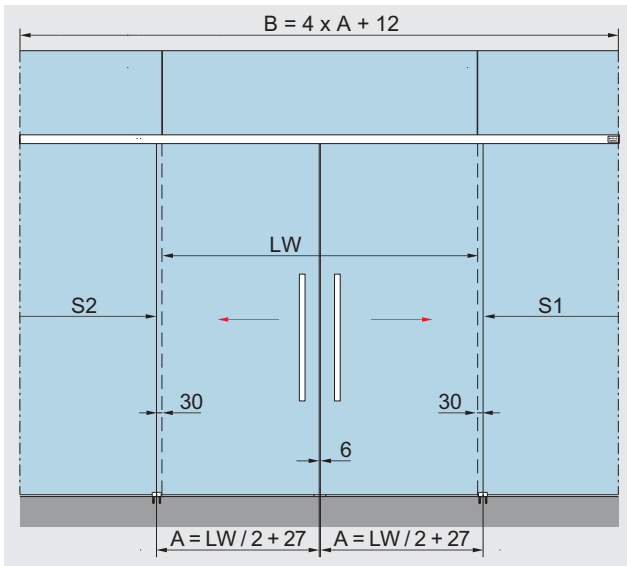 B = 4 x A + 12
LW
S2
S1
30
30
6
A = LW / 2 + 27
A = LW / 2 + 27